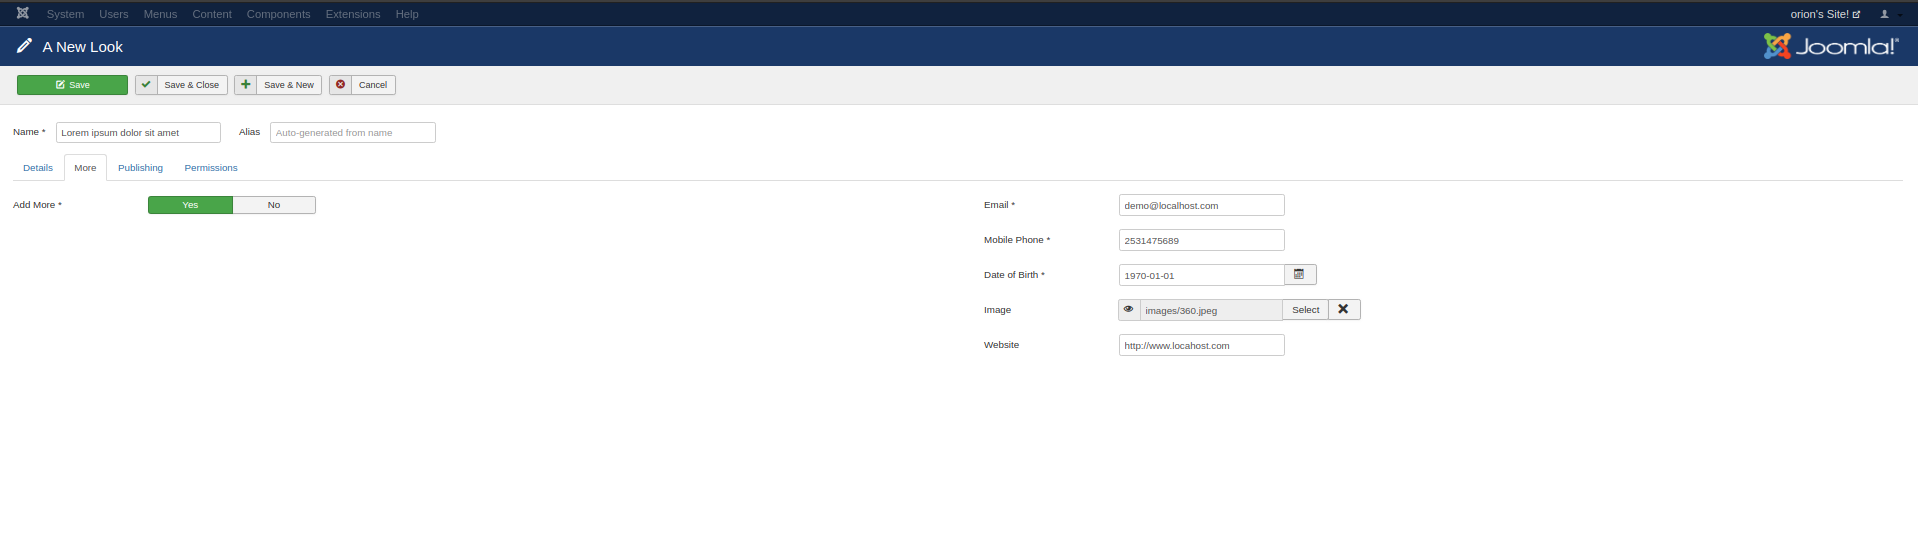 System Users Menus Content Components Extensions Help orion's Site!
A New Look Joomla!®
Save Save & Close Save & New Cancel
Name * Lorem ipsum dolor sit amet Alias Auto-generated from name
Details More Publishing Permissions
Add More * Yes No Email * demo@localhost.com
Mobile Phone * 2531475689
Date of Birth * 1970-01-01
Image images/360.jpeg Select
Website http://www.locahost.com